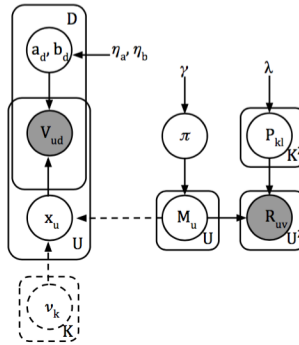 D
a_d, b_d
η_a, η_b
V_ud
x_u
U
ν_k
K
γ
π
M_u
U
λ
P_kl
K²
R_uv
U²